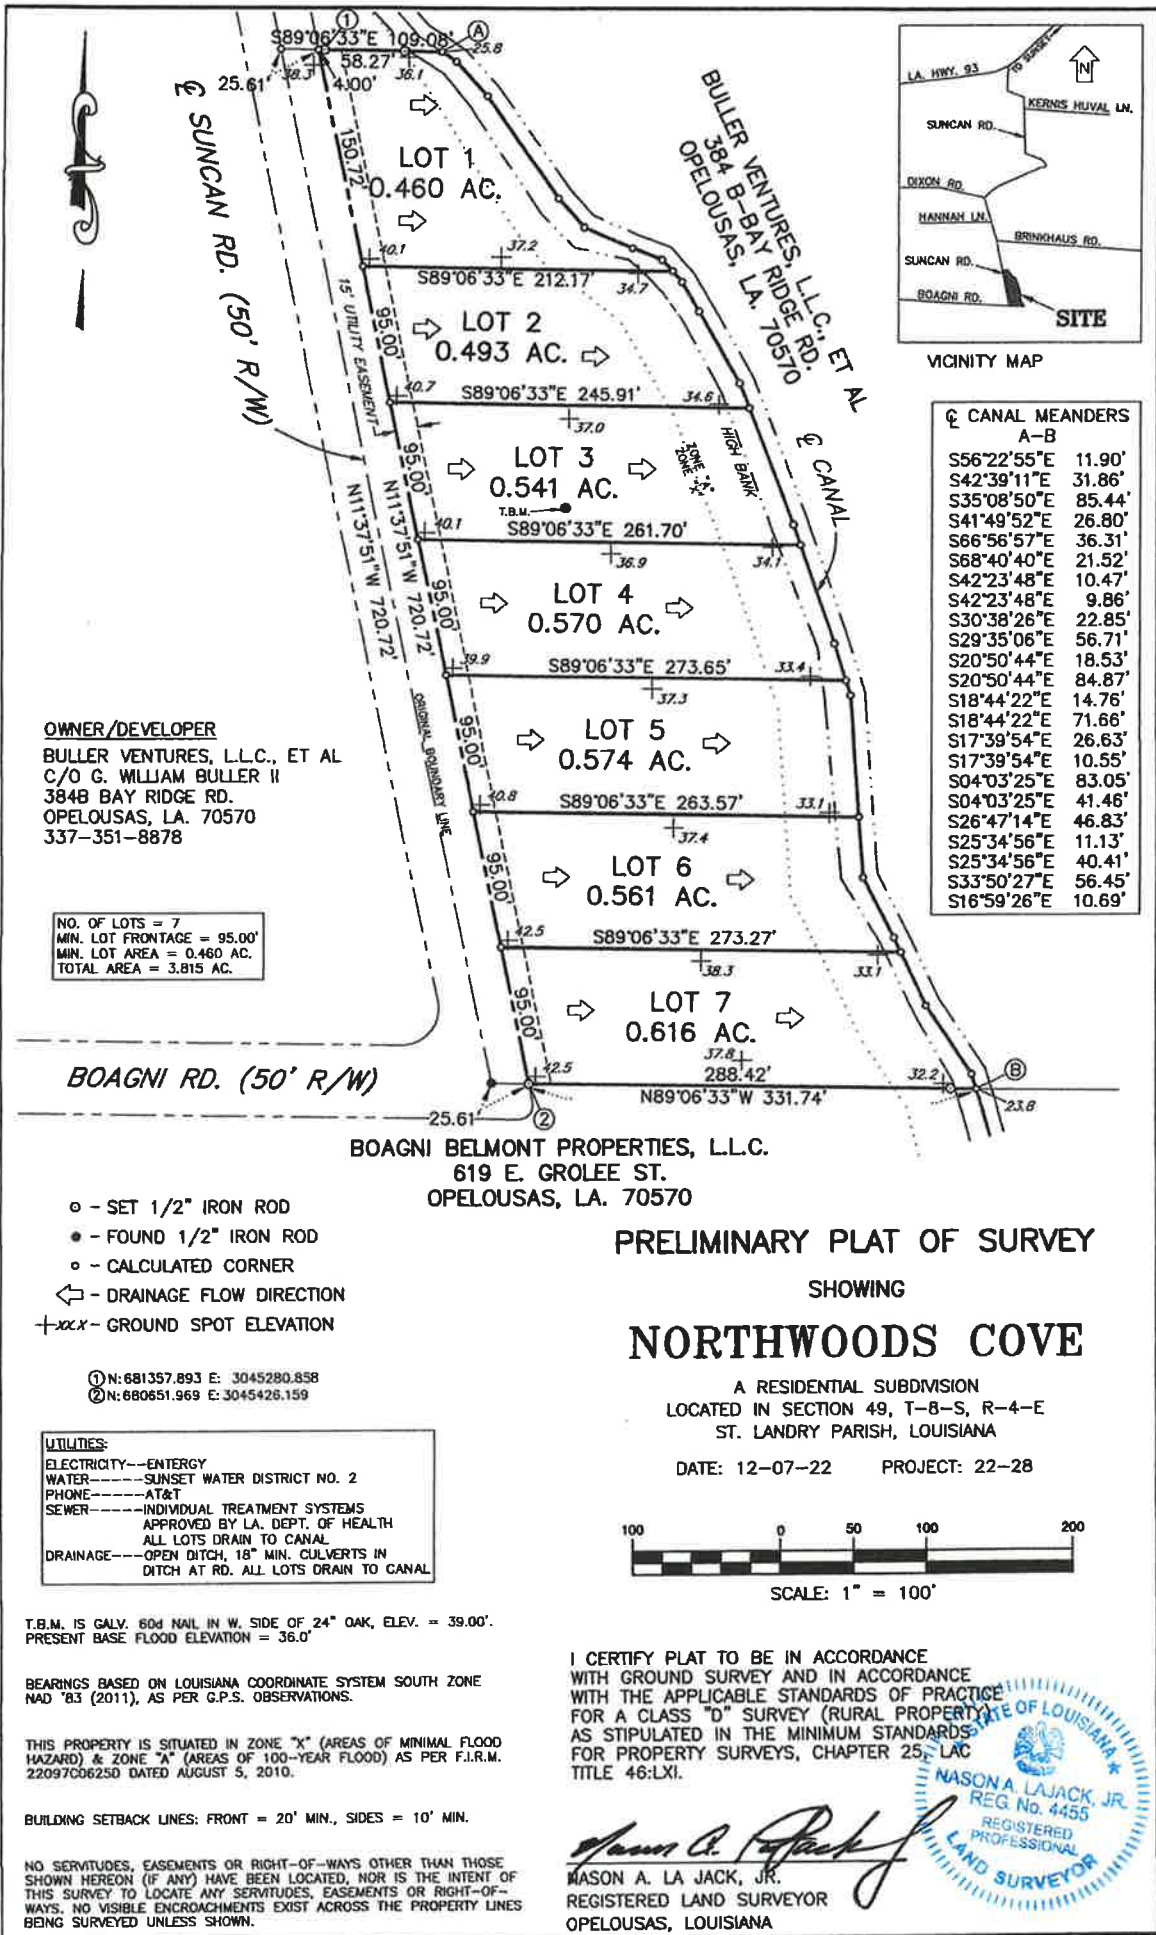 ①
S89°06'33"E 109.08'
Ⓐ
25.8
58.27'
25.61'
38.3
4.00'
36.1
℄ SUNCAN RD. (50' R/W)
150.72'
LOT 1
0.460 AC.
BULLER VENTURES, L.L.C., ET AL
384 B-BAY RIDGE RD.
OPELOUSAS, LA. 70570
40.1
37.2
S89°06'33"E 212.17'
34.7
15' UTILITY EASEMENT
95.00'
LOT 2
0.493 AC.
40.7
S89°06'33"E 245.91'
34.6
37.0
95.00'
LOT 3
0.541 AC.
T.B.M.
ZONE "A"
ZONE "X"
HIGH BANK
℄ CANAL
N11°37'51"W 720.72'
N11°37'51"W 720.72'
40.1
S89°06'33"E 261.70'
36.9
34.1
95.00'
LOT 4
0.570 AC.
39.9
S89°06'33"E 273.65'
33.4
37.3
ORIGINAL BOUNDARY LINE
95.00'
LOT 5
0.574 AC.
40.8
S89°06'33"E 263.57'
33.1
37.4
95.00'
LOT 6
0.561 AC.
42.5
S89°06'33"E 273.27'
38.3
33.1
95.00'
LOT 7
0.616 AC.
37.8
42.5
288.42'
32.2
N89°06'33"W 331.74'
Ⓑ
23.8
25.61'
②
BOAGNI RD. (50' R/W)
BOAGNI BELMONT PROPERTIES, L.L.C.
619 E. GROLEE ST.
OPELOUSAS, LA. 70570
LA. HWY. 93
TO SUNSET
N
KERNIS HUVAL LN.
SUNCAN RD.
DIXON RD.
HANNAH LN.
BRINKHAUS RD.
SUNCAN RD.
BOAGNI RD.
SITE
VICINITY MAP
℄ CANAL MEANDERS
A-B
S56°22'55"E 11.90'
S42°39'11"E 31.86'
S35°08'50"E 85.44'
S41°49'52"E 26.80'
S66°56'57"E 36.31'
S68°40'40"E 21.52'
S42°23'48"E 10.47'
S42°23'48"E 9.86'
S30°38'26"E 22.85'
S29°35'06"E 56.71'
S20°50'44"E 18.53'
S20°50'44"E 84.87'
S18°44'22"E 14.76'
S18°44'22"E 71.66'
S17°39'54"E 26.63'
S17°39'54"E 10.55'
S04°03'25"E 83.05'
S04°03'25"E 41.46'
S26°47'14"E 46.83'
S25°34'56"E 11.13'
S25°34'56"E 40.41'
S33°50'27"E 56.45'
S16°59'26"E 10.69'
OWNER/DEVELOPER
BULLER VENTURES, L.L.C., ET AL
C/O G. WILLIAM BULLER II
384B BAY RIDGE RD.
OPELOUSAS, LA. 70570
337-351-8878
NO. OF LOTS = 7
MIN. LOT FRONTAGE = 95.00'
MIN. LOT AREA = 0.460 AC.
TOTAL AREA = 3.815 AC.
⊙ - SET 1/2" IRON ROD
● - FOUND 1/2" IRON ROD
○ - CALCULATED CORNER
⇦ - DRAINAGE FLOW DIRECTION
+xx.x - GROUND SPOT ELEVATION
① N: 681357.893 E: 3045280.858
② N: 680651.969 E: 3045426.159
UTILITIES:
ELECTRICITY--ENTERGY
WATER-----SUNSET WATER DISTRICT NO. 2
PHONE------AT&T
SEWER-----INDIVIDUAL TREATMENT SYSTEMS
APPROVED BY LA. DEPT. OF HEALTH
ALL LOTS DRAIN TO CANAL
DRAINAGE---OPEN DITCH, 18" MIN. CULVERTS IN
DITCH AT RD. ALL LOTS DRAIN TO CANAL
T.B.M. IS GALV. 60d NAIL IN W. SIDE OF 24" OAK, ELEV. = 39.00'.
PRESENT BASE FLOOD ELEVATION = 36.0'
BEARINGS BASED ON LOUISIANA COORDINATE SYSTEM SOUTH ZONE
NAD '83 (2011), AS PER G.P.S. OBSERVATIONS.
THIS PROPERTY IS SITUATED IN ZONE "X" (AREAS OF MINIMAL FLOOD
HAZARD) & ZONE "A" (AREAS OF 100-YEAR FLOOD) AS PER F.I.R.M.
22097C0625D DATED AUGUST 5, 2010.
BUILDING SETBACK LINES: FRONT = 20' MIN., SIDES = 10' MIN.
NO SERVITUDES, EASEMENTS OR RIGHT-OF-WAYS OTHER THAN THOSE
SHOWN HEREON (IF ANY) HAVE BEEN LOCATED, NOR IS THE INTENT OF
THIS SURVEY TO LOCATE ANY SERVITUDES, EASEMENTS OR RIGHT-OF-
WAYS. NO VISIBLE ENCROACHMENTS EXIST ACROSS THE PROPERTY LINES
BEING SURVEYED UNLESS SHOWN.
PRELIMINARY PLAT OF SURVEY
SHOWING
NORTHWOODS COVE
A RESIDENTIAL SUBDIVISION
LOCATED IN SECTION 49, T-8-S, R-4-E
ST. LANDRY PARISH, LOUISIANA
DATE: 12-07-22 PROJECT: 22-28
100 0 50 100 200
SCALE: 1" = 100'
I CERTIFY PLAT TO BE IN ACCORDANCE
WITH GROUND SURVEY AND IN ACCORDANCE
WITH THE APPLICABLE STANDARDS OF PRACTICE
FOR A CLASS "D" SURVEY (RURAL PROPERTY)
AS STIPULATED IN THE MINIMUM STANDARDS
FOR PROPERTY SURVEYS, CHAPTER 25, LAC
TITLE 46:LXI.
STATE OF LOUISIANA
NASON A. LAJACK, JR.
REG. No. 4455
REGISTERED
PROFESSIONAL
LAND SURVEYOR
NASON A. LA JACK, JR.
REGISTERED LAND SURVEYOR
OPELOUSAS, LOUISIANA